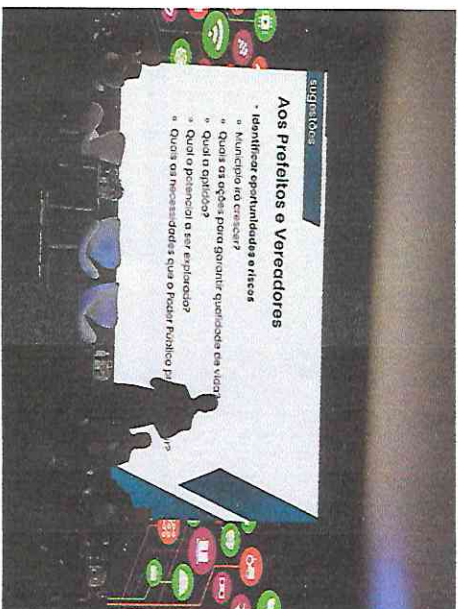 sugestões
Aos Prefeitos e Vereadores
• Identificar oportunidades e riscos
Município irá crescer?
Quais as ações para garantir qualidade de vida?
Qual a aptidão?
Qual o potencial a ser explorado?
Quais as necessidades que o Poder Público